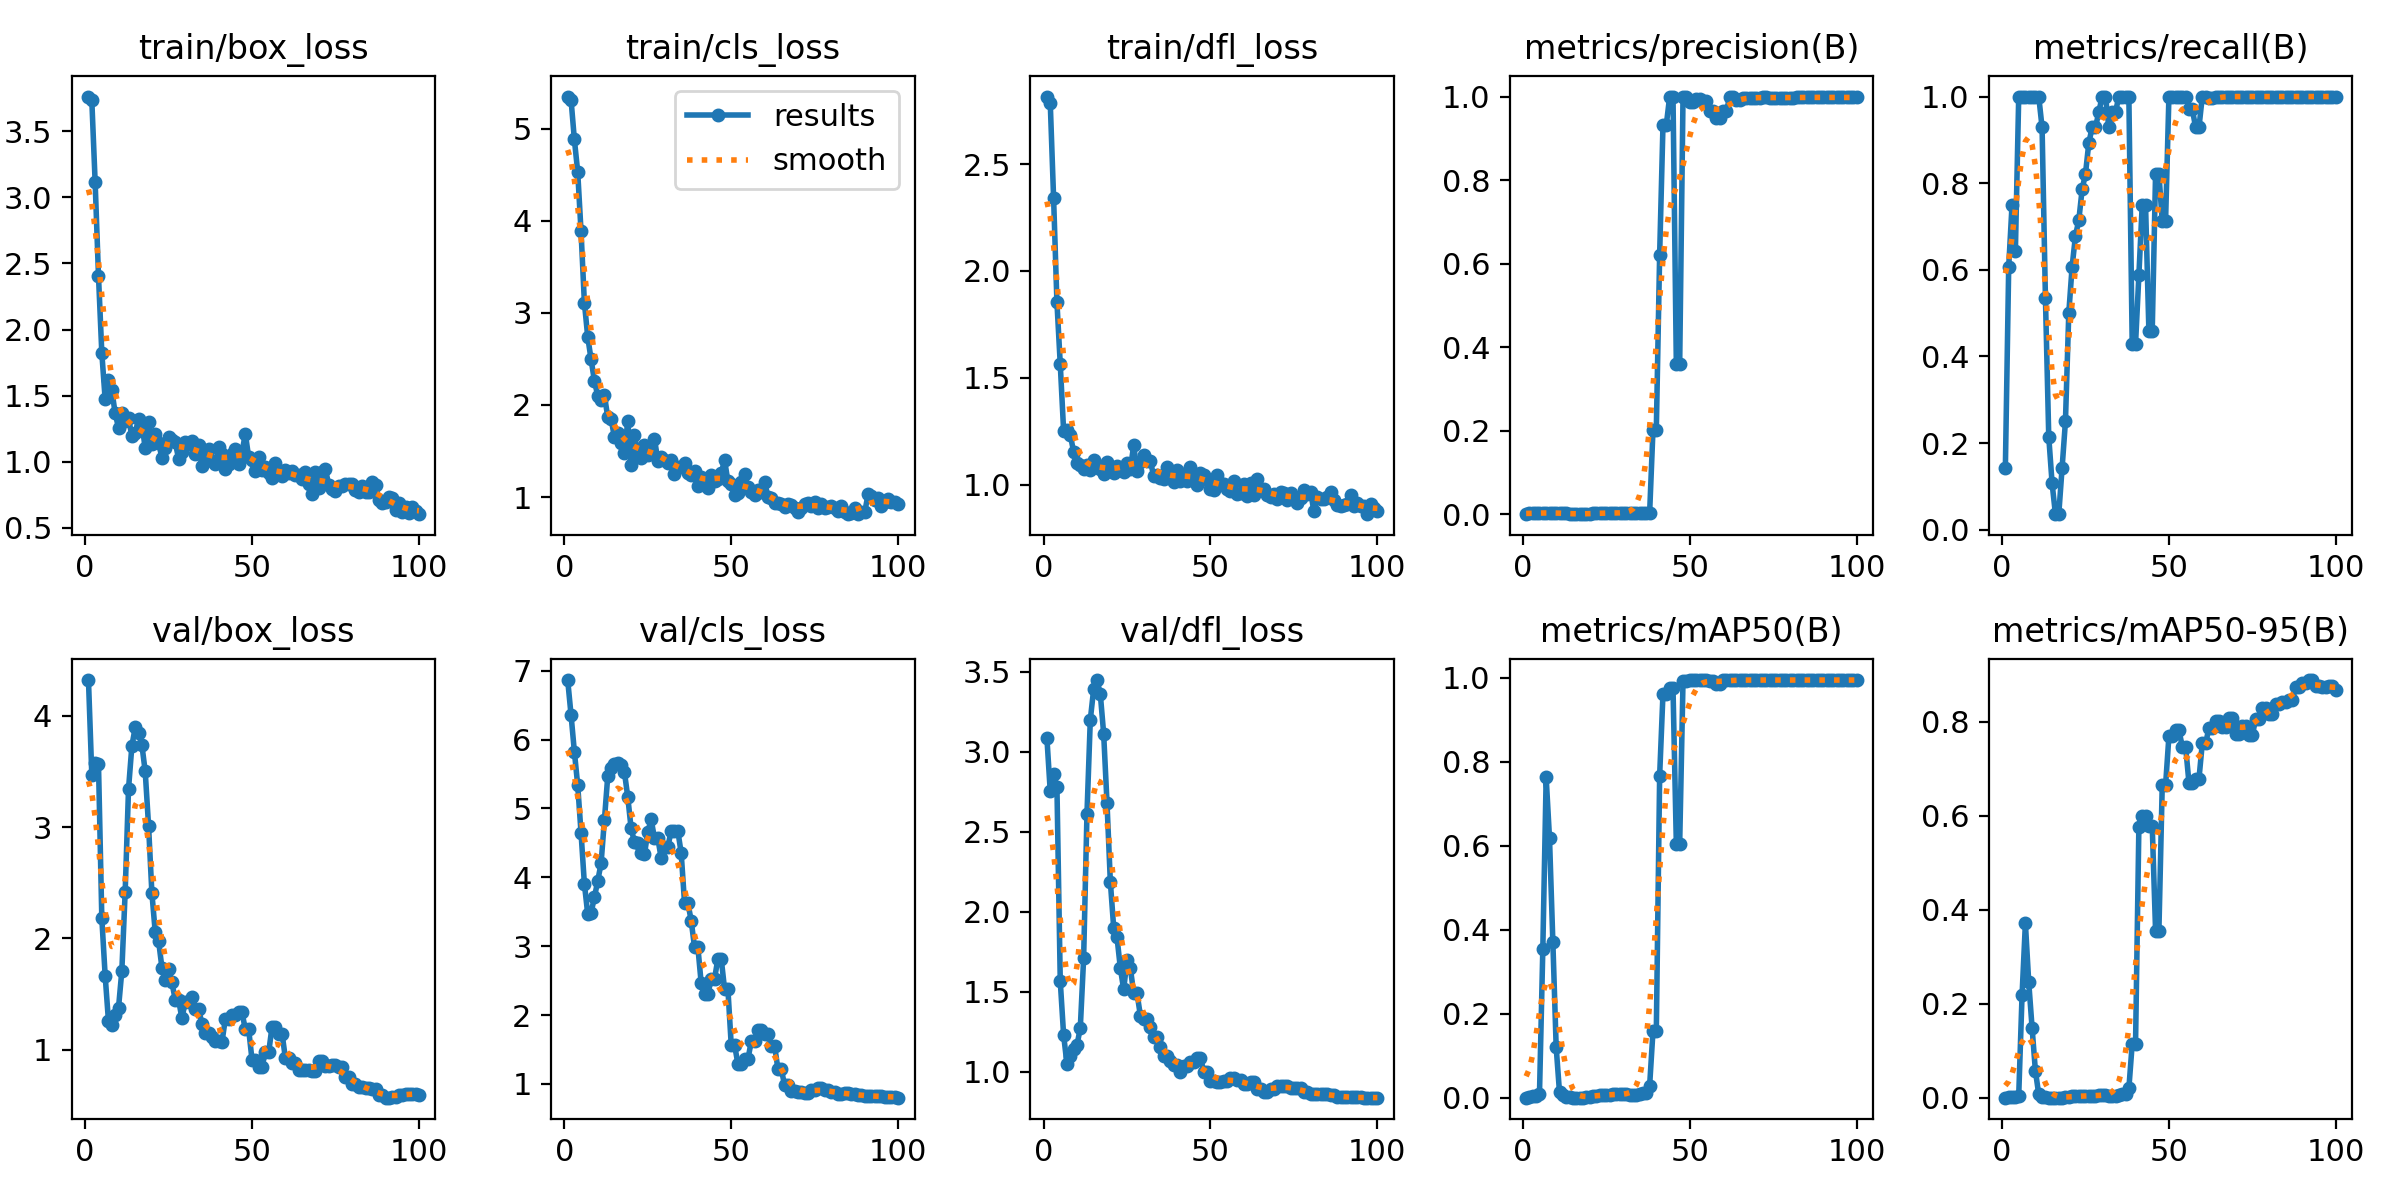 train/box_loss
train/cls_loss
train/dfl_loss
metrics/precision(B)
metrics/recall(B)
results
smooth
3.5
3.0
2.5
2.0
1.5
1.0
0.5
0 50 100
5
4
3
2
1
0 50 100
2.5
2.0
1.5
1.0
0 50 100
1.0
0.8
0.6
0.4
0.2
0.0
0 50 100
1.0
0.8
0.6
0.4
0.2
0.0
0 50 100
val/box_loss
val/cls_loss
val/dfl_loss
metrics/mAP50(B)
metrics/mAP50-95(B)
4
3
2
1
0 50 100
7
6
5
4
3
2
1
0 50 100
3.5
3.0
2.5
2.0
1.5
1.0
0 50 100
1.0
0.8
0.6
0.4
0.2
0.0
0 50 100
0.8
0.6
0.4
0.2
0.0
0 50 100